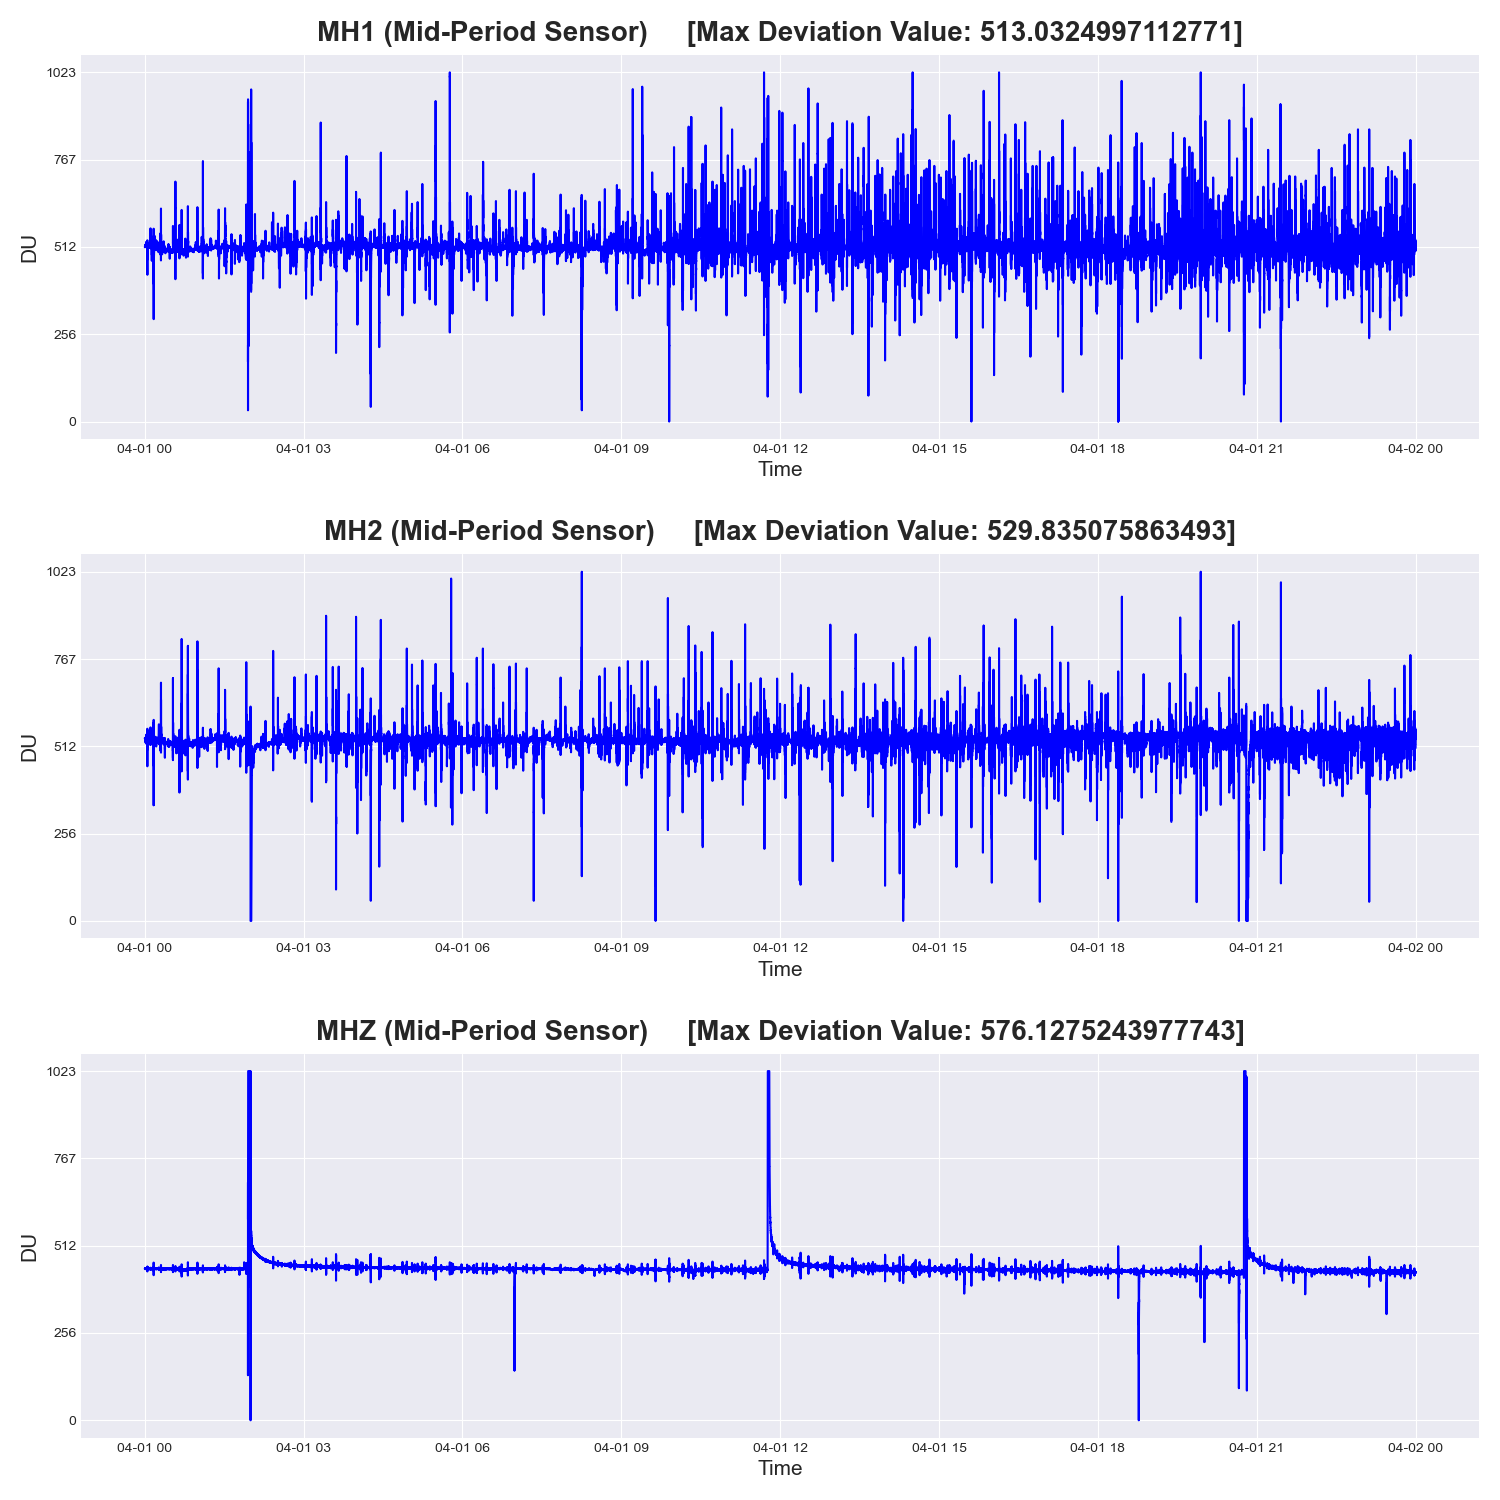 MH1 (Mid-Period Sensor)     [Max Deviation Value: 513.0324997112771]
1023
767
512
256
0
DU
04-01 00 04-01 03 04-01 06 04-01 09 04-01 12 04-01 15 04-01 18 04-01 21 04-02 00
Time
MH2 (Mid-Period Sensor)     [Max Deviation Value: 529.835075863493]
1023
767
512
256
0
DU
04-01 00 04-01 03 04-01 06 04-01 09 04-01 12 04-01 15 04-01 18 04-01 21 04-02 00
Time
MHZ (Mid-Period Sensor)     [Max Deviation Value: 576.1275243977743]
1023
767
512
256
0
DU
04-01 00 04-01 03 04-01 06 04-01 09 04-01 12 04-01 15 04-01 18 04-01 21 04-02 00
Time